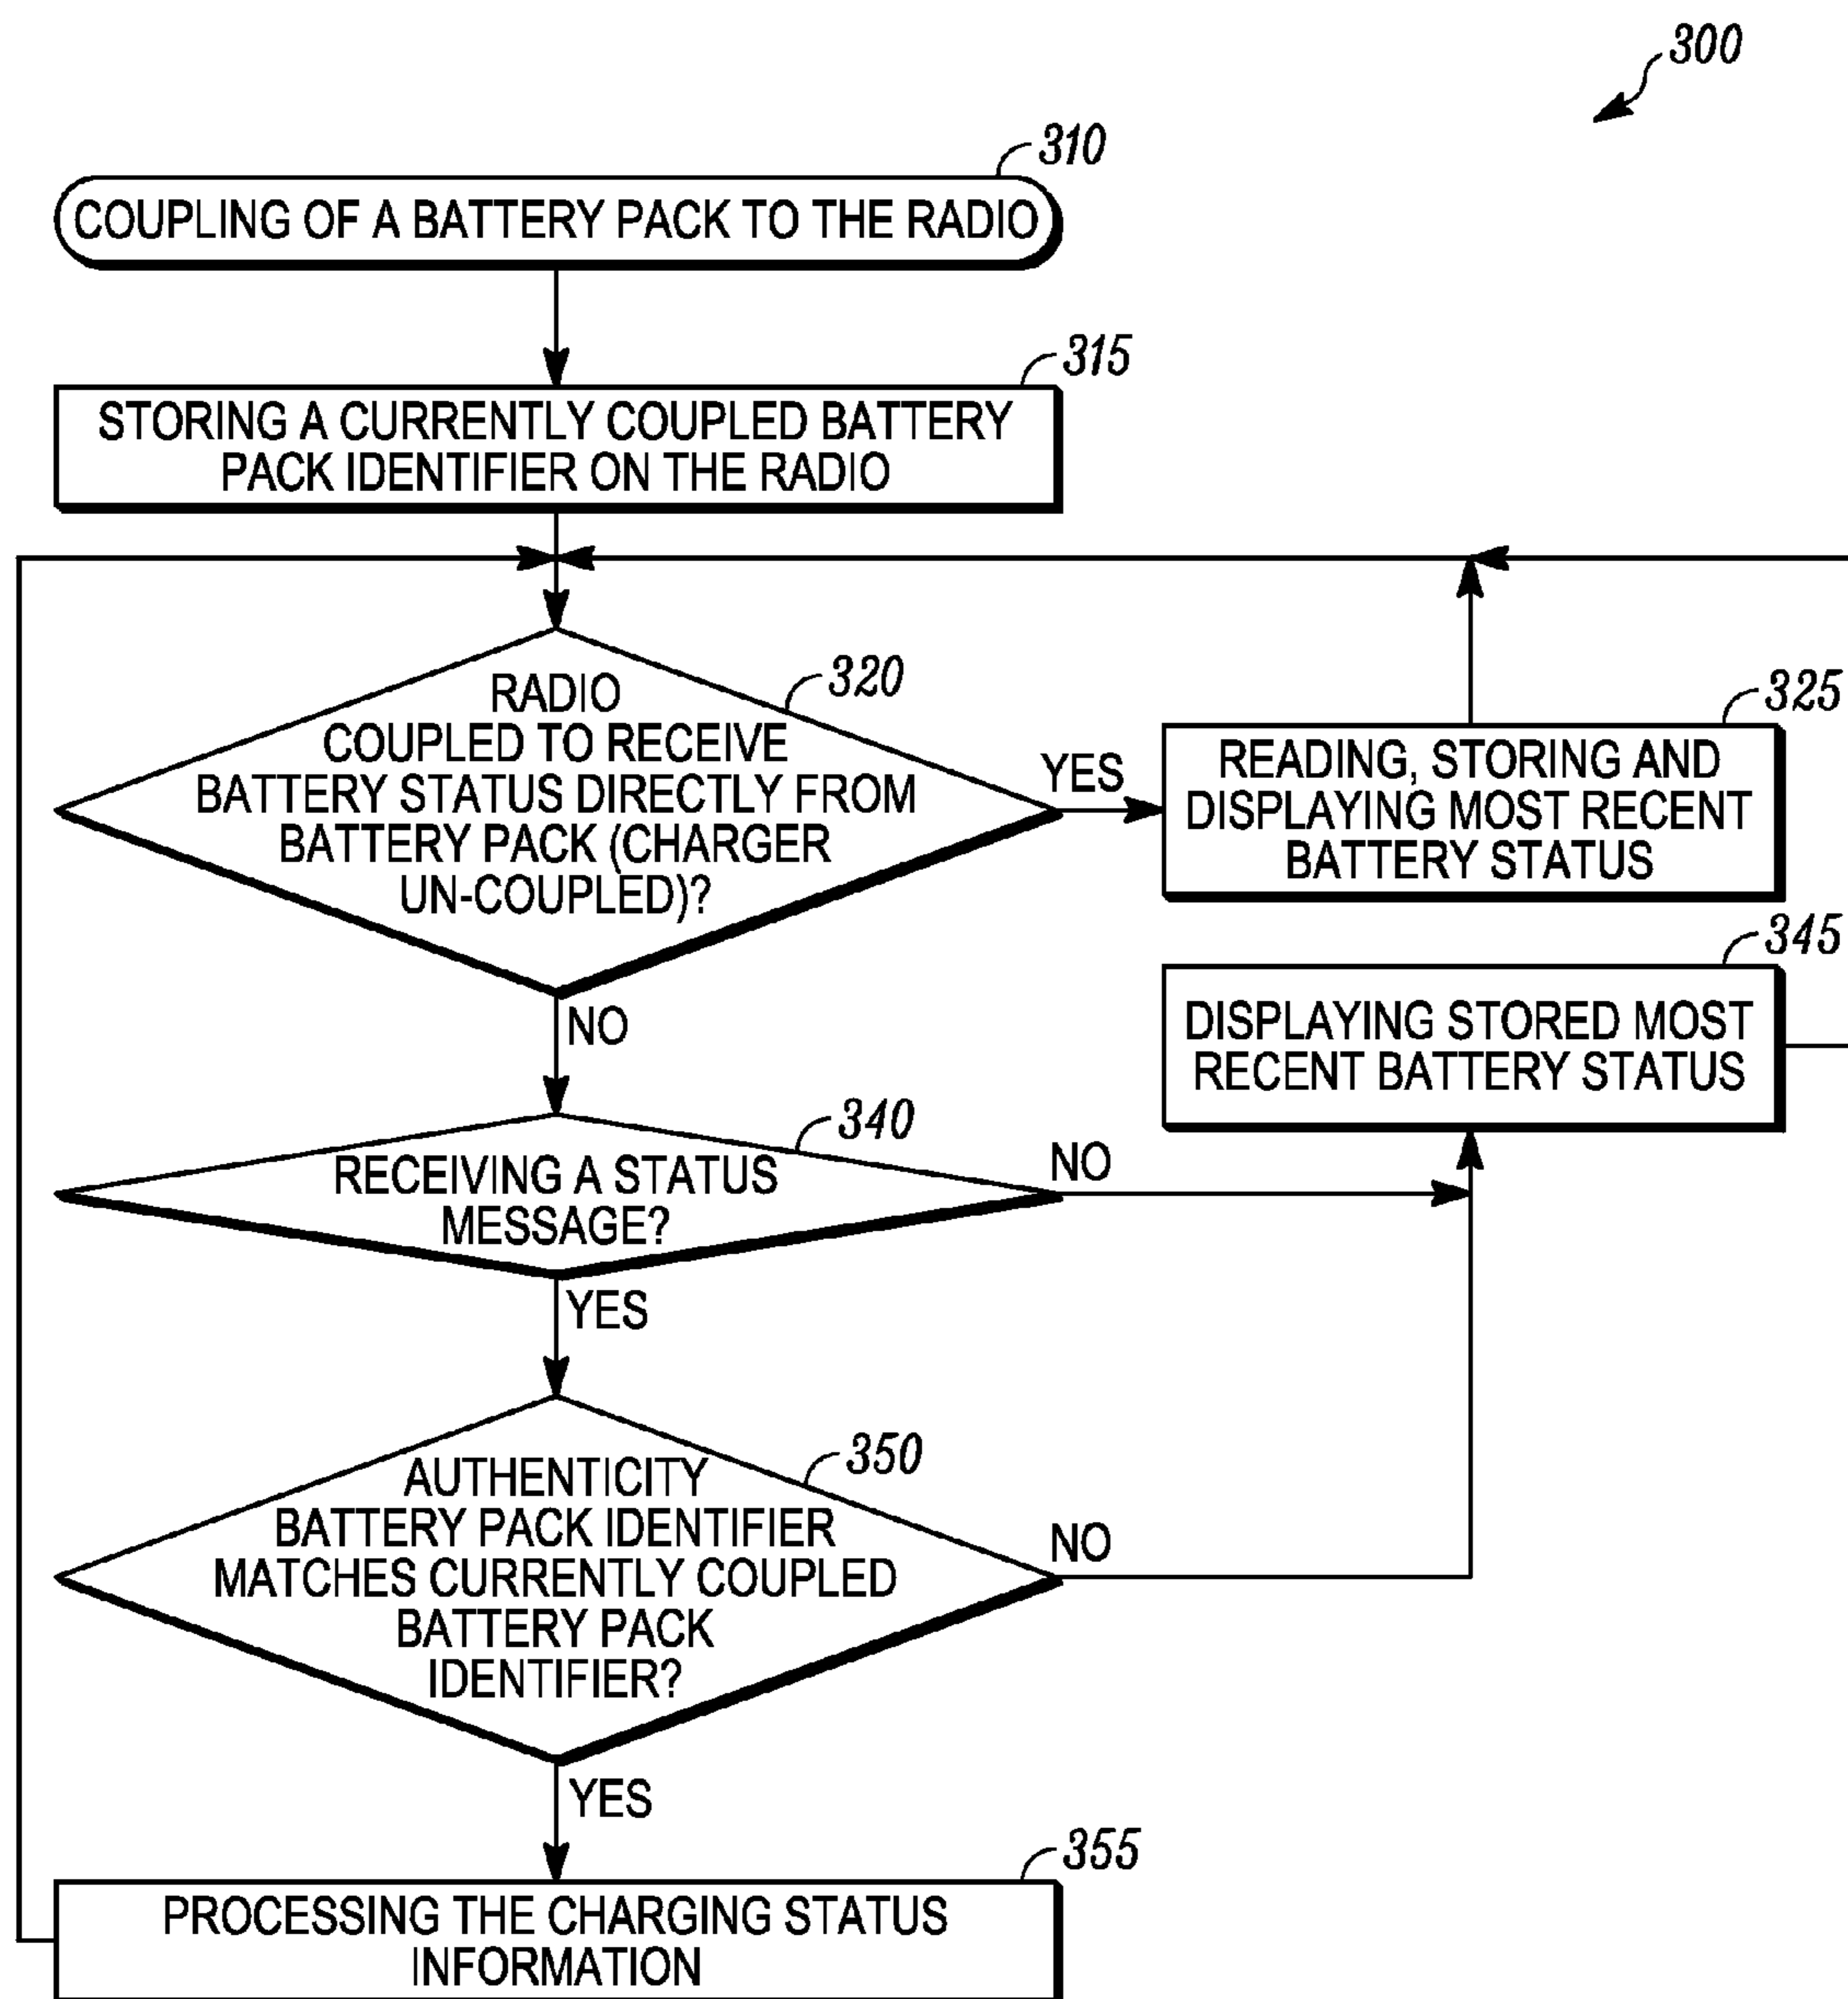 300
310
COUPLING OF A BATTERY PACK TO THE RADIO
315
STORING A CURRENTLY COUPLED BATTERY
PACK IDENTIFIER ON THE RADIO
320
RADIO
COUPLED TO RECEIVE
BATTERY STATUS DIRECTLY FROM
BATTERY PACK (CHARGER
UN-COUPLED)?
YES
325
READING, STORING AND
DISPLAYING MOST RECENT
BATTERY STATUS
NO
345
DISPLAYING STORED MOST
RECENT BATTERY STATUS
340
RECEIVING A STATUS
MESSAGE?
NO
YES
350
AUTHENTICITY
BATTERY PACK IDENTIFIER
MATCHES CURRENTLY COUPLED
BATTERY PACK
IDENTIFIER?
NO
YES
355
PROCESSING THE CHARGING STATUS
INFORMATION